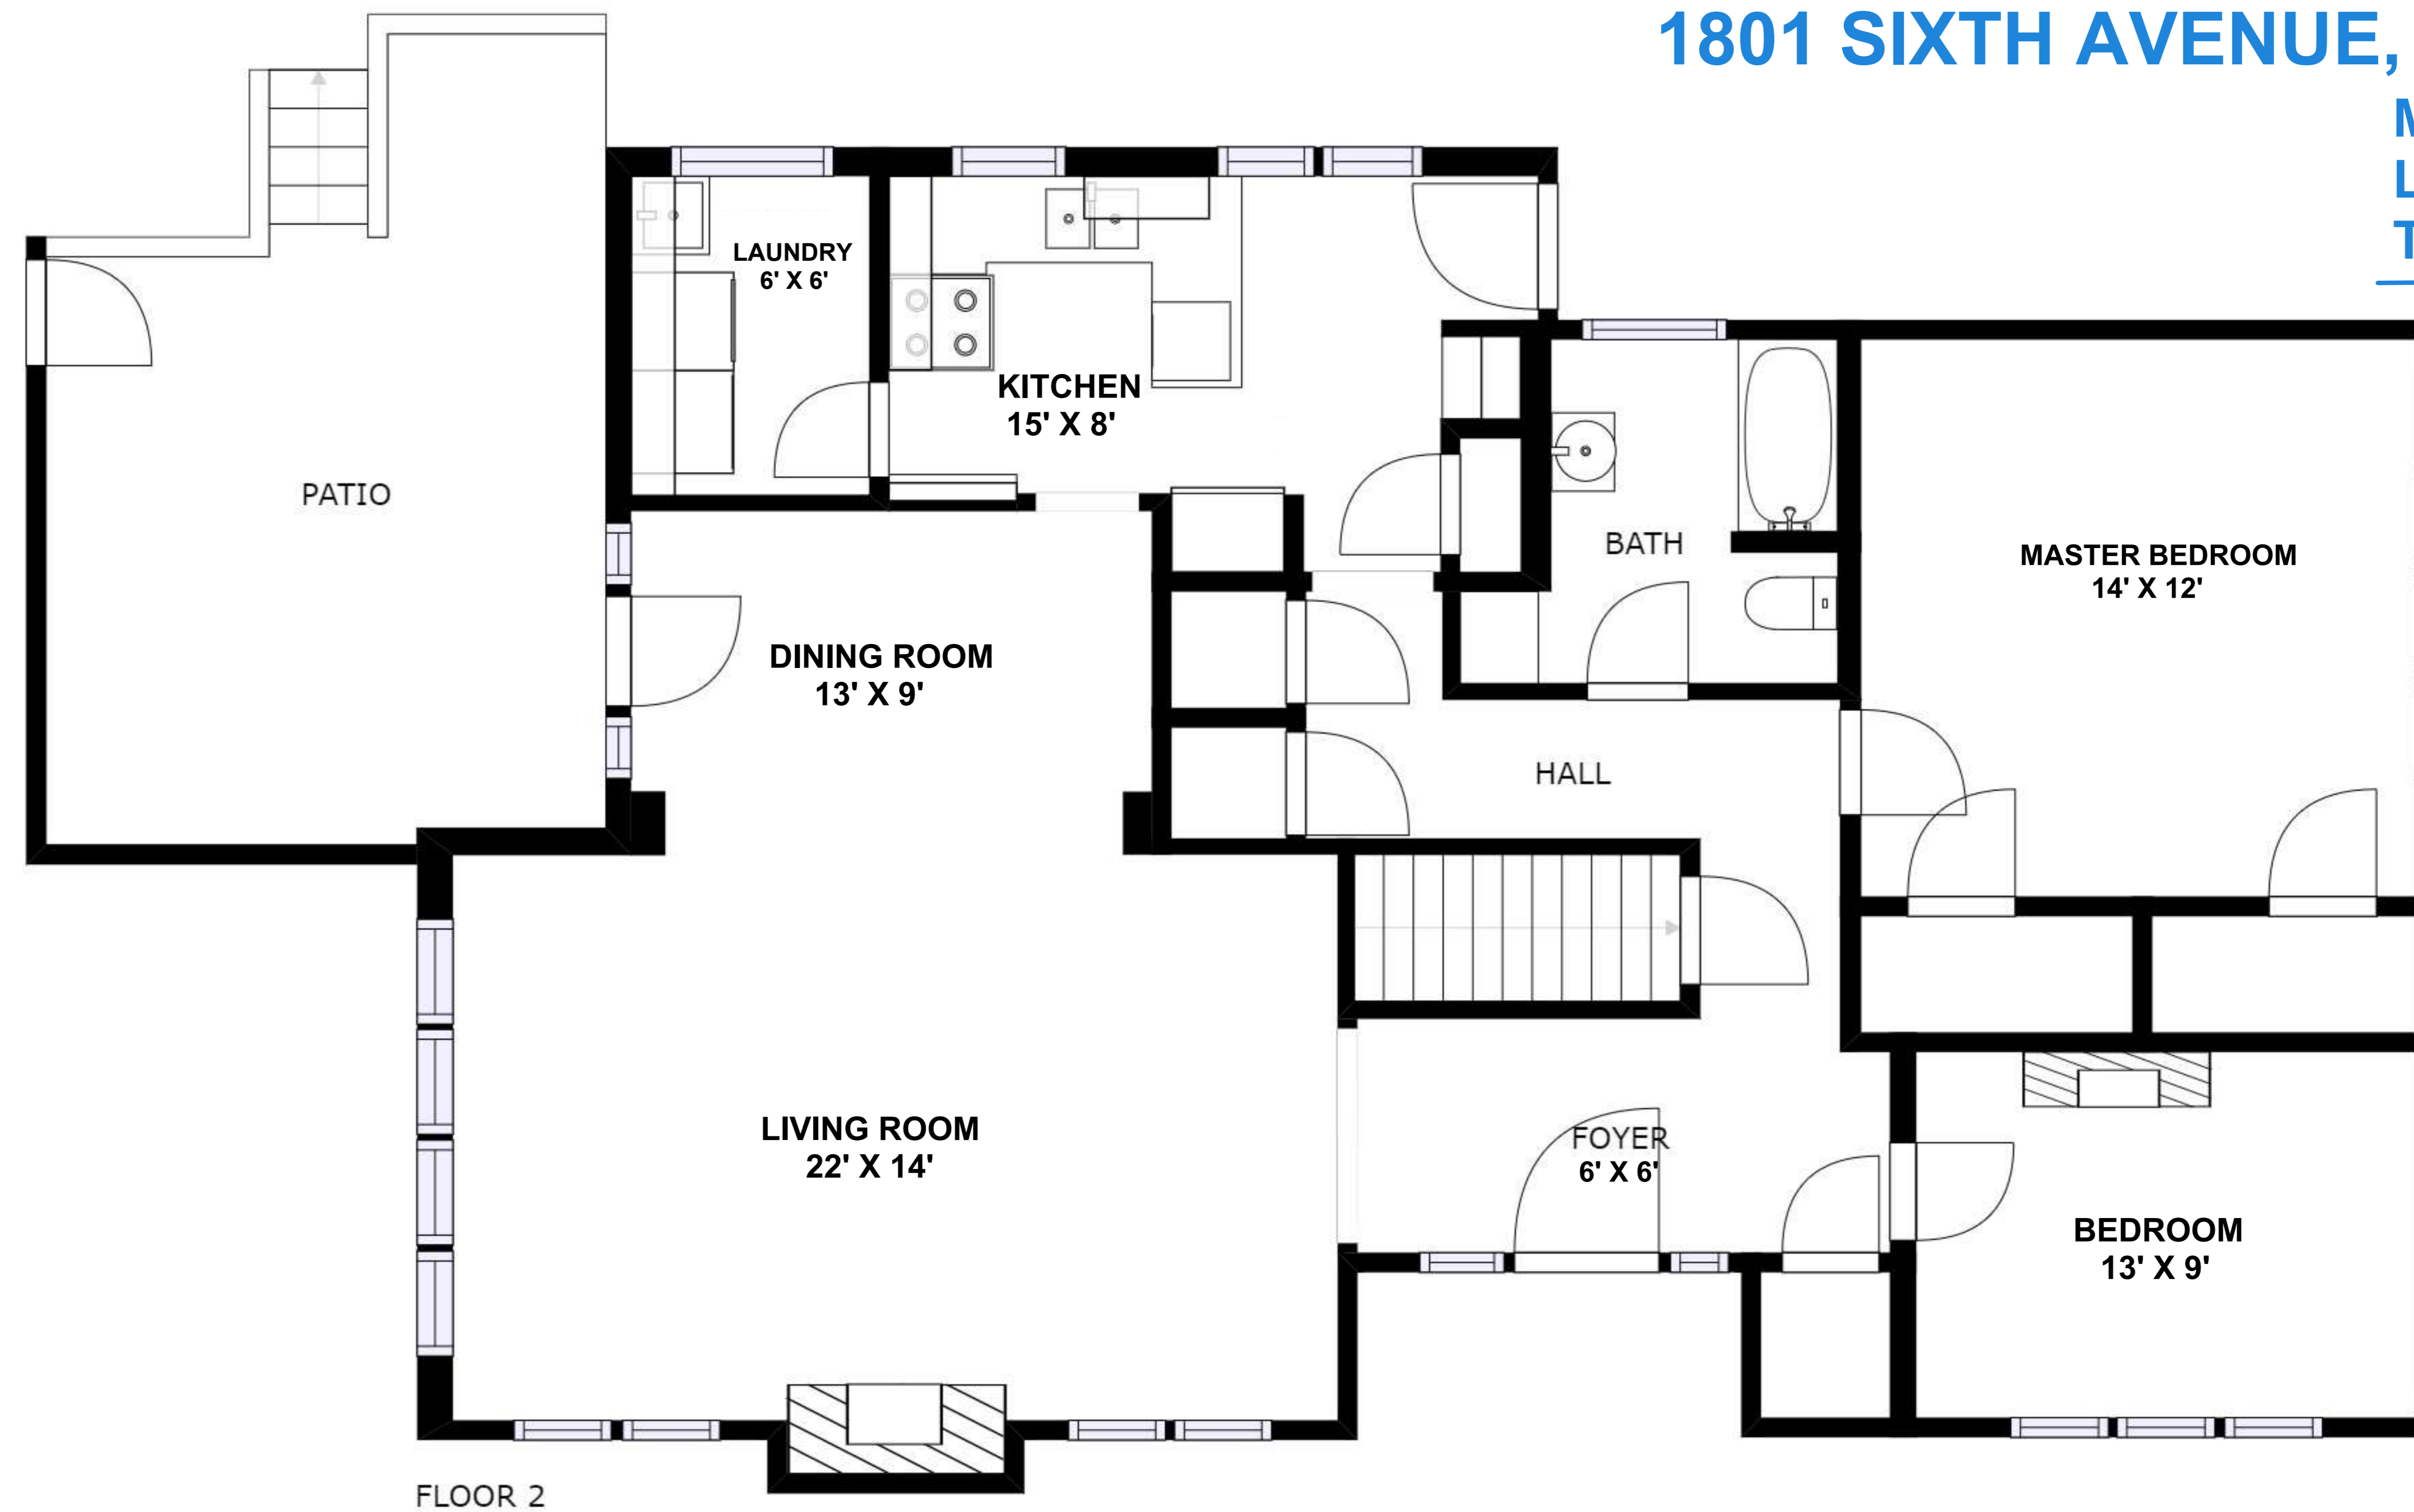 1801 SIXTH AVENUE,
M
L
T
LAUNDRY
6' X 6'
KITCHEN
15' X 8'
PATIO
BATH
MASTER BEDROOM
14' X 12'
DINING ROOM
13' X 9'
HALL
LIVING ROOM
22' X 14'
FOYER
6' X 6'
BEDROOM
13' X 9'
FLOOR 2